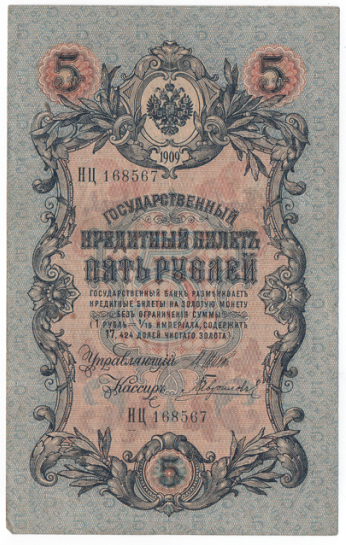 5 5
1909
НЦ 168567
ГОСУДАРСТВЕННЫЙ
КРЕДИТНЫЙ БИЛЕТЪ
ПЯТЬ РУБЛЕЙ
ГОСУДАРСТВЕННЫЙ БАНКЪ РАЗМѢНИВАЕТЪ
КРЕДИТНЫЕ БИЛЕТЫ НА ЗОЛОТУЮ МОНЕТУ
БЕЗЪ ОГРАНИЧЕНІЯ СУММЫ
(1 РУБЛЬ = 1/15 ИМПЕРІАЛА, СОДЕРЖИТЪ
17,424 ДОЛЕЙ ЧИСТАГО ЗОЛОТА)
Управляющій
Кассиръ
НЦ 168567
5